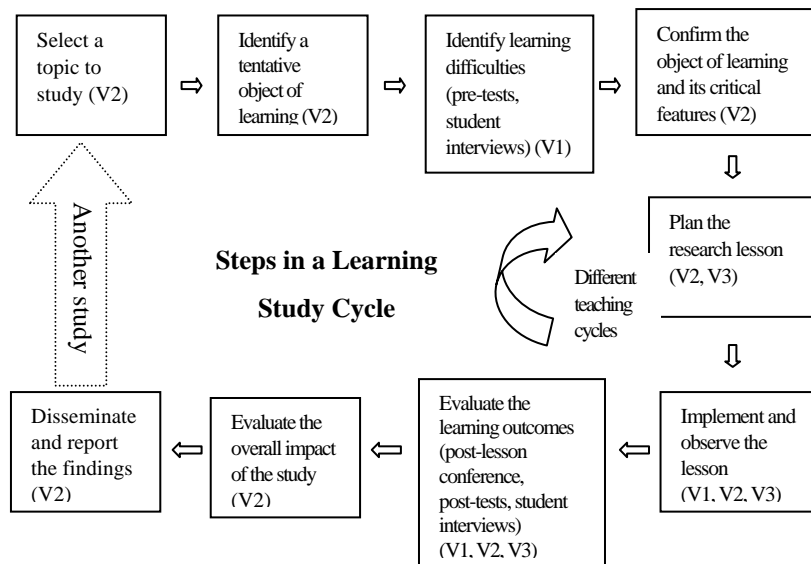 Select a
topic to
study (V2)
Identify a
tentative
object of
learning (V2)
Identify learning
difficulties
(pre-tests,
student
interviews) (V1)
Confirm the
object of learning
and its critical
features (V2)
Plan the
research lesson
(V2, V3)
Another study
Steps in a Learning
Study Cycle
Different
teaching
cycles
Disseminate
and report
the findings
(V2)
Evaluate the
overall impact
of the study
(V2)
Evaluate the
learning outcomes
(post-lesson
conference,
post-tests, student
interviews)
(V1, V2, V3)
Implement and
observe the
lesson
(V1, V2, V3)